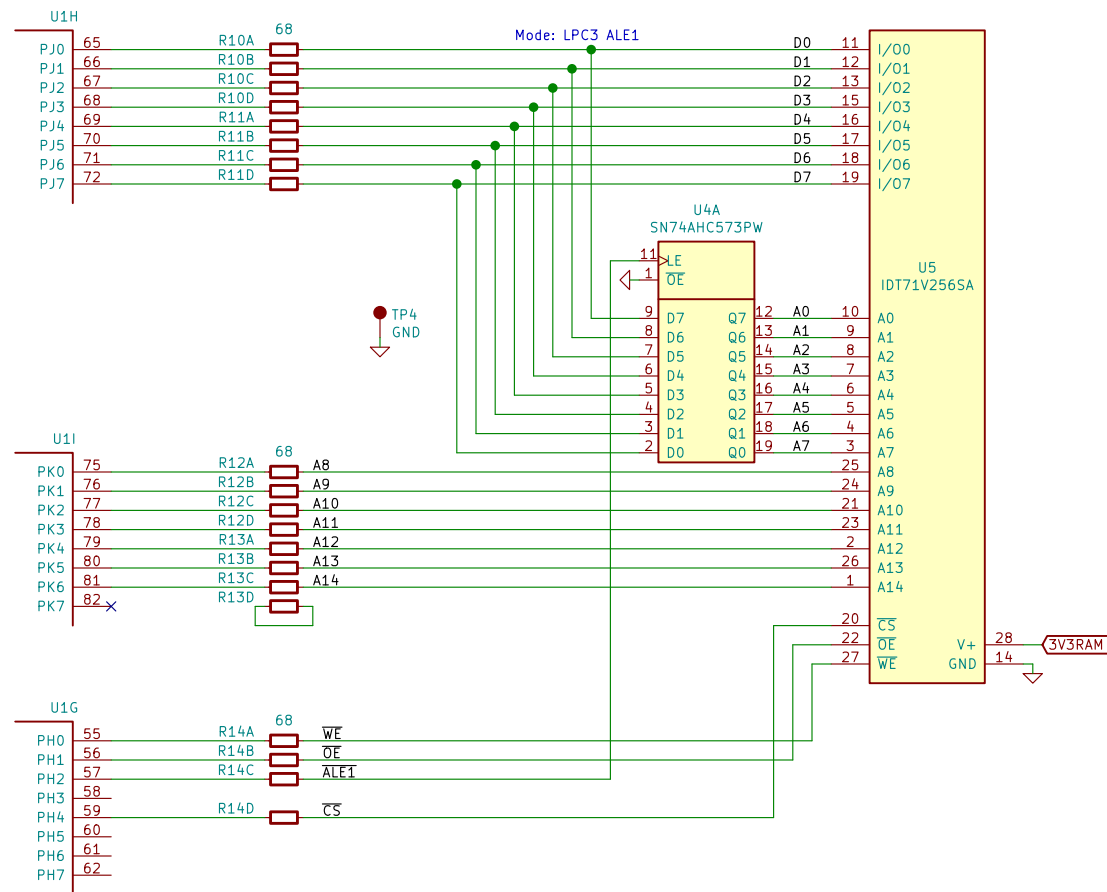 U1H
PJ0 65 R10A 68
PJ1 66 R10B
PJ2 67 R10C
PJ3 68 R10D
PJ4 69 R11A
PJ5 70 R11B
PJ6 71 R11C
PJ7 72 R11D
Mode: LPC3 ALE1
D0 11 I/O0
D1 12 I/O1
D2 13 I/O2
D3 15 I/O3
D4 16 I/O4
D5 17 I/O5
D6 18 I/O6
D7 19 I/O7
U4A
SN74AHC573PW
11 LE
1 OE
9 D7 Q7 12 A0 10 A0
8 D6 Q6 13 A1 9 A1
7 D5 Q5 14 A2 8 A2
6 D4 Q4 15 A3 7 A3
5 D3 Q3 16 A4 6 A4
4 D2 Q2 17 A5 5 A5
3 D1 Q1 18 A6 4 A6
2 D0 Q0 19 A7 3 A7
U5
IDT71V256SA
TP4
GND
U1I
PK0 75 R12A 68 A8 25 A8
PK1 76 R12B A9 24 A9
PK2 77 R12C A10 21 A10
PK3 78 R12D A11 23 A11
PK4 79 R13A A12 2 A12
PK5 80 R13B A13 26 A13
PK6 81 R13C A14 1 A14
PK7 82 R13D
20 CS
22 OE V+ 28 3V3RAM
27 WE GND 14
U1G
PH0 55 R14A 68 WE
PH1 56 R14B OE
PH2 57 R14C ALE1
PH3 58
PH4 59 R14D CS
PH5 60
PH6 61
PH7 62